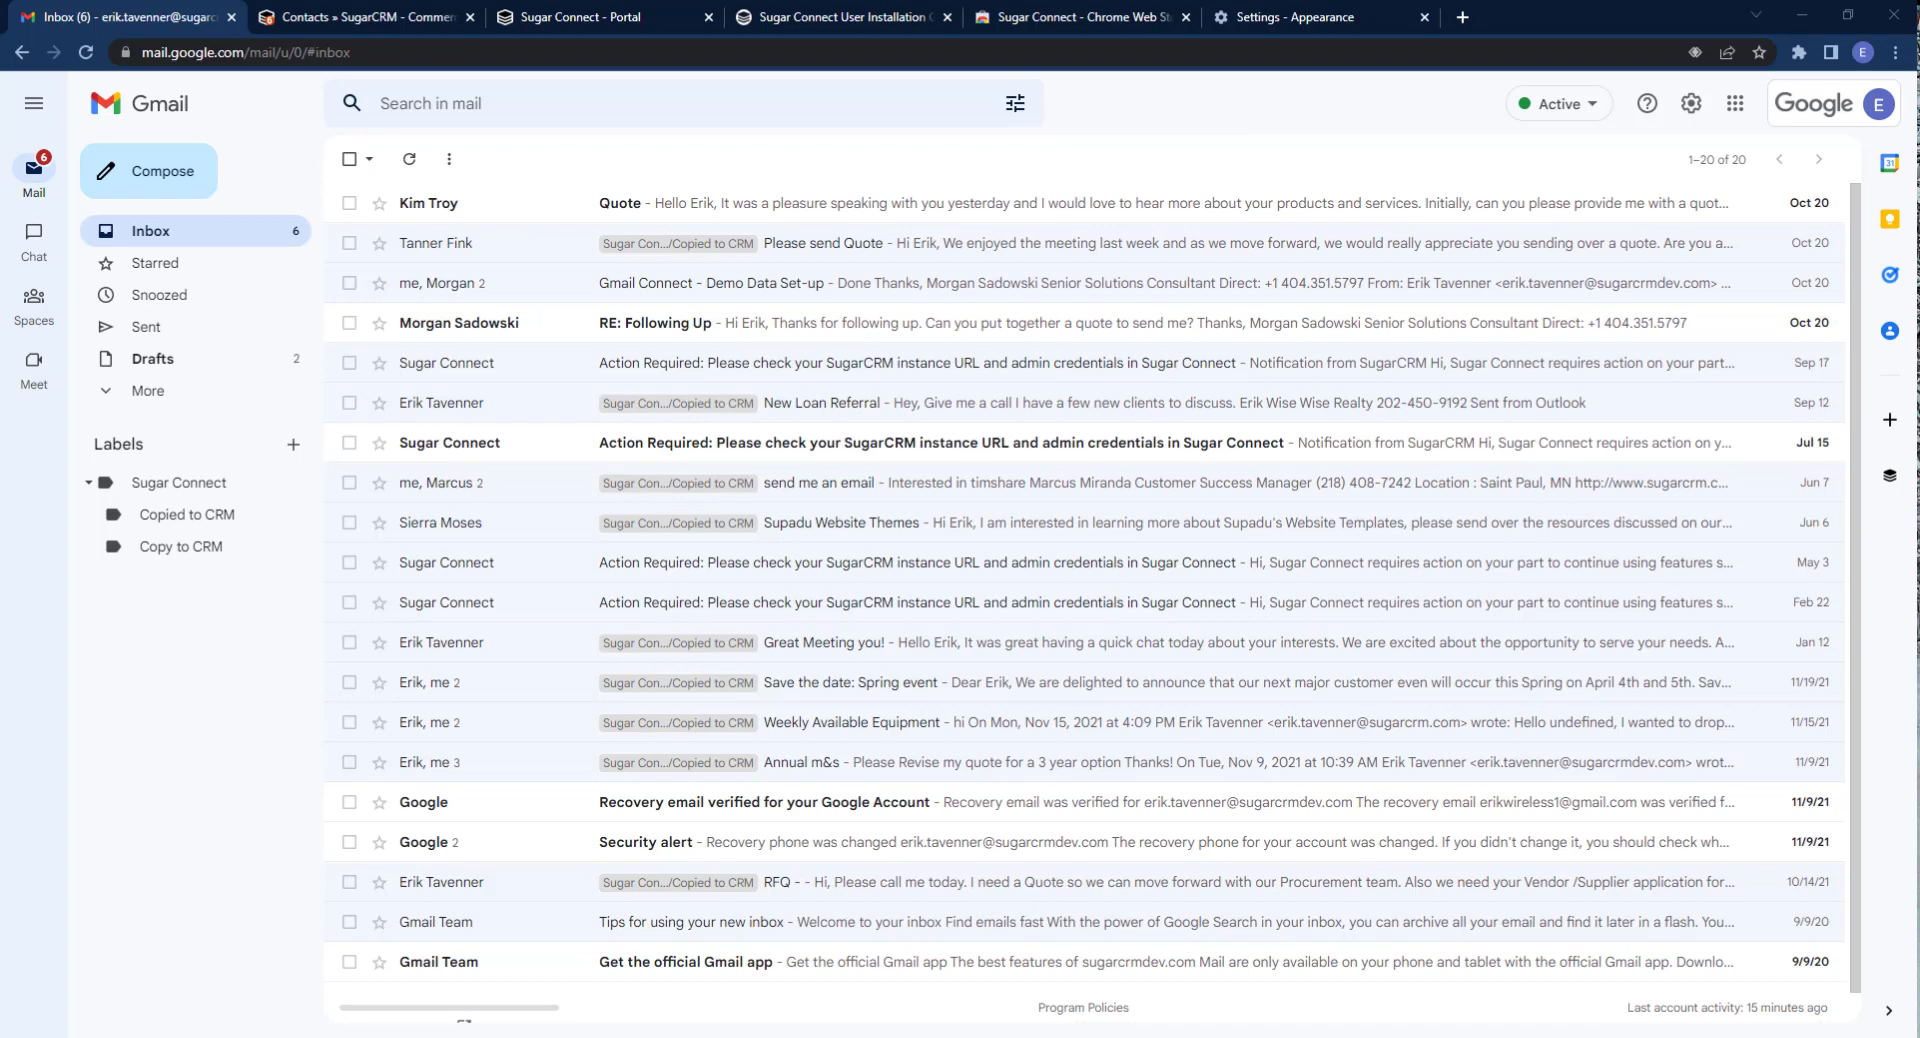 Inbox (6) - erik.tavenner@sugarc
Contacts » SugarCRM - Commer
Sugar Connect - Portal
Sugar Connect User Installation G
Sugar Connect - Chrome Web St
Settings - Appearance
mail.google.com/mail/u/0/#inbox
E
Gmail
Search in mail
Active
Google
E
6
Mail
Chat
Spaces
Meet
Compose
Inbox 6
Starred
Snoozed
Sent
Drafts 2
More
Labels
Sugar Connect
Copied to CRM
Copy to CRM
1–20 of 20
Kim Troy Quote - Hello Erik, It was a pleasure speaking with you yesterday and I would love to hear more about your products and services. Initially, can you please provide me with a quot... Oct 20
Tanner Fink Sugar Con.../Copied to CRM Please send Quote - Hi Erik, We enjoyed the meeting last week and as we move forward, we would really appreciate you sending over a quote. Are you a... Oct 20
me, Morgan 2 Gmail Connect - Demo Data Set-up - Done Thanks, Morgan Sadowski Senior Solutions Consultant Direct: +1 404.351.5797 From: Erik Tavenner <erik.tavenner@sugarcrmdev.com> ... Oct 20
Morgan Sadowski RE: Following Up - Hi Erik, Thanks for following up. Can you put together a quote to send me? Thanks, Morgan Sadowski Senior Solutions Consultant Direct: +1 404.351.5797 Oct 20
Sugar Connect Action Required: Please check your SugarCRM instance URL and admin credentials in Sugar Connect - Notification from SugarCRM Hi, Sugar Connect requires action on your part... Sep 17
Erik Tavenner Sugar Con.../Copied to CRM New Loan Referral - Hey, Give me a call I have a few new clients to discuss. Erik Wise Wise Realty 202-450-9192 Sent from Outlook Sep 12
Sugar Connect Action Required: Please check your SugarCRM instance URL and admin credentials in Sugar Connect - Notification from SugarCRM Hi, Sugar Connect requires action on y... Jul 15
me, Marcus 2 Sugar Con.../Copied to CRM send me an email - Interested in timshare Marcus Miranda Customer Success Manager (218) 408-7242 Location : Saint Paul, MN http://www.sugarcrm.c... Jun 7
Sierra Moses Sugar Con.../Copied to CRM Supadu Website Themes - Hi Erik, I am interested in learning more about Supadu's Website Templates, please send over the resources discussed on our... Jun 6
Sugar Connect Action Required: Please check your SugarCRM instance URL and admin credentials in Sugar Connect - Hi, Sugar Connect requires action on your part to continue using features s... May 3
Sugar Connect Action Required: Please check your SugarCRM instance URL and admin credentials in Sugar Connect - Hi, Sugar Connect requires action on your part to continue using features s... Feb 22
Erik Tavenner Sugar Con.../Copied to CRM Great Meeting you! - Hello Erik, It was great having a quick chat today about your interests. We are excited about the opportunity to serve your needs. A... Jan 12
Erik, me 2 Sugar Con.../Copied to CRM Save the date: Spring event - Dear Erik, We are delighted to announce that our next major customer even will occur this Spring on April 4th and 5th. Sav... 11/19/21
Erik, me 2 Sugar Con.../Copied to CRM Weekly Available Equipment - hi On Mon, Nov 15, 2021 at 4:09 PM Erik Tavenner <erik.tavenner@sugarcrm.com> wrote: Hello undefined, I wanted to drop... 11/15/21
Erik, me 3 Sugar Con.../Copied to CRM Annual m&s - Please Revise my quote for a 3 year option Thanks! On Tue, Nov 9, 2021 at 10:39 AM Erik Tavenner <erik.tavenner@sugarcrmdev.com> wrot... 11/9/21
Google Recovery email verified for your Google Account - Recovery email was verified for erik.tavenner@sugarcrmdev.com The recovery email erikwireless1@gmail.com was verified f... 11/9/21
Google 2 Security alert - Recovery phone was changed erik.tavenner@sugarcrmdev.com The recovery phone for your account was changed. If you didn't change it, you should check wh... 11/9/21
Erik Tavenner Sugar Con.../Copied to CRM RFQ - - Hi, Please call me today. I need a Quote so we can move forward with our Procurement team. Also we need your Vendor /Supplier application for... 10/14/21
Gmail Team Tips for using your new inbox - Welcome to your inbox Find emails fast With the power of Google Search in your inbox, you can archive all your email and find it later in a flash. You... 9/9/20
Gmail Team Get the official Gmail app - Get the official Gmail app The best features of sugarcrmdev.com Mail are only available on your phone and tablet with the official Gmail app. Downlo... 9/9/20
Program Policies
Last account activity: 15 minutes ago
31